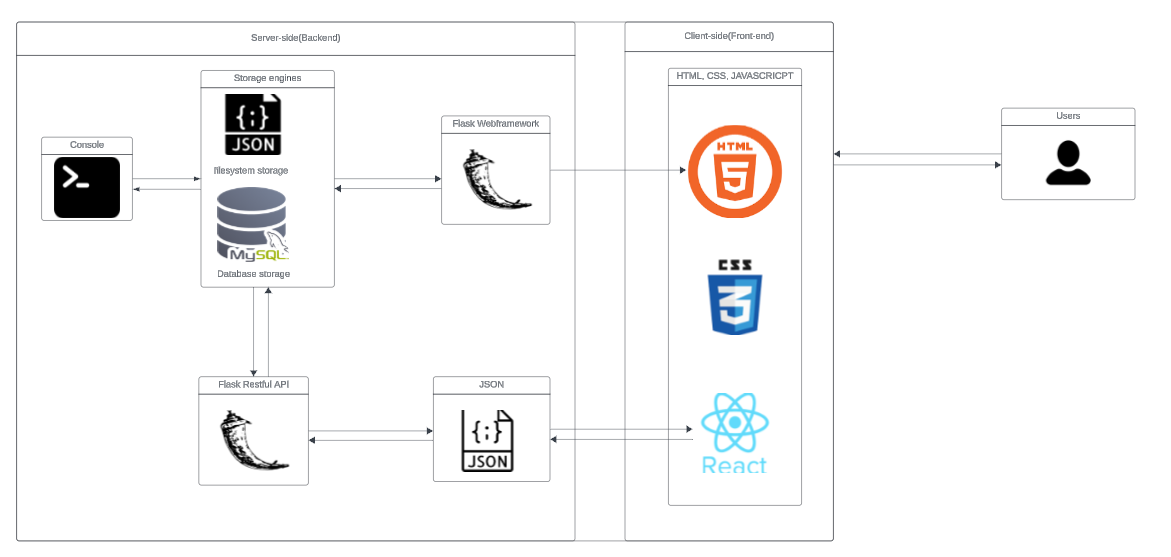 Server-side(Backend)
Client-side(Front-end)
Storage engines
HTML, CSS, JAVASCRICPT
{;}
JSON
filesystem storage
MySQL
Database storage
Console
>_
Flask Webframework
HTML
5
CSS
3
React
Users
Flask Restful API
JSON
{;}
JSON